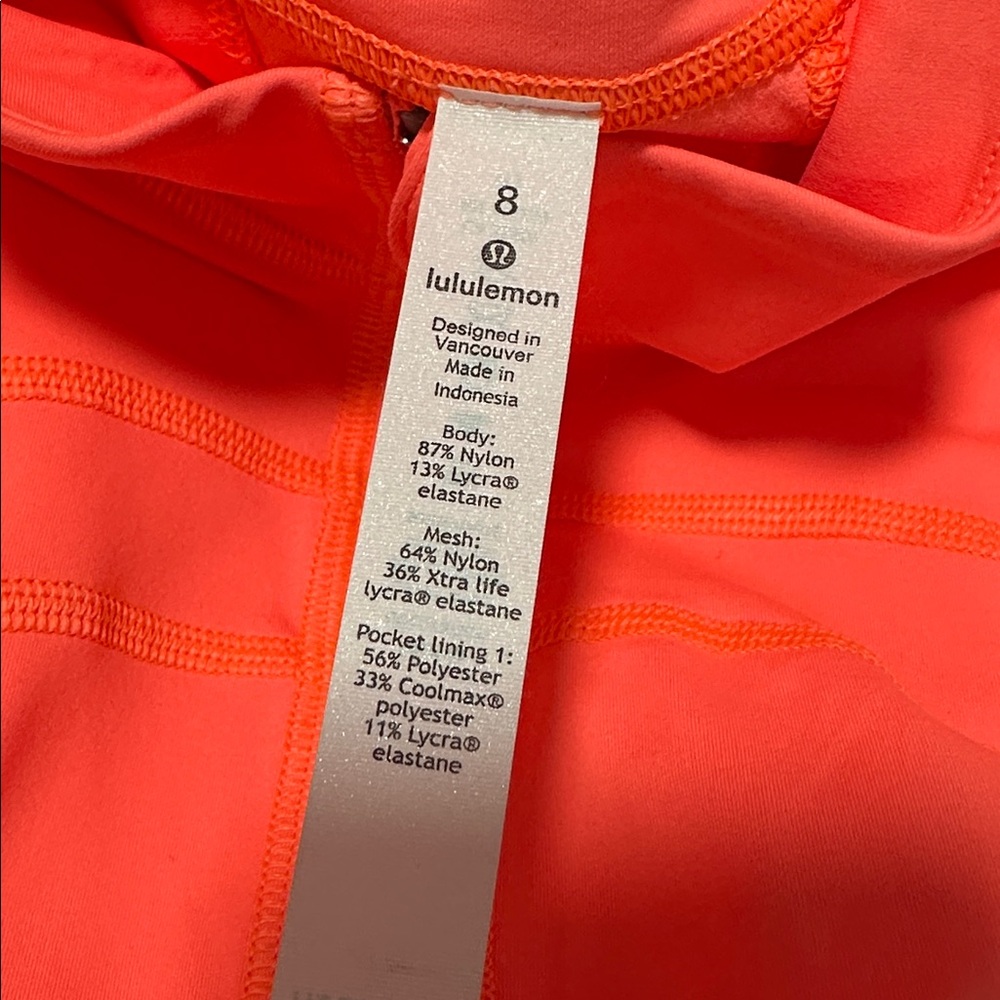 8
lululemon
Designed in
Vancouver
Made in
Indonesia
Body:
87% Nylon
13% Lycra®
elastane
Mesh:
64% Nylon
36% Xtra life
lycra® elastane
Pocket lining 1:
56% Polyester
33% Coolmax®
polyester
11% Lycra®
elastane